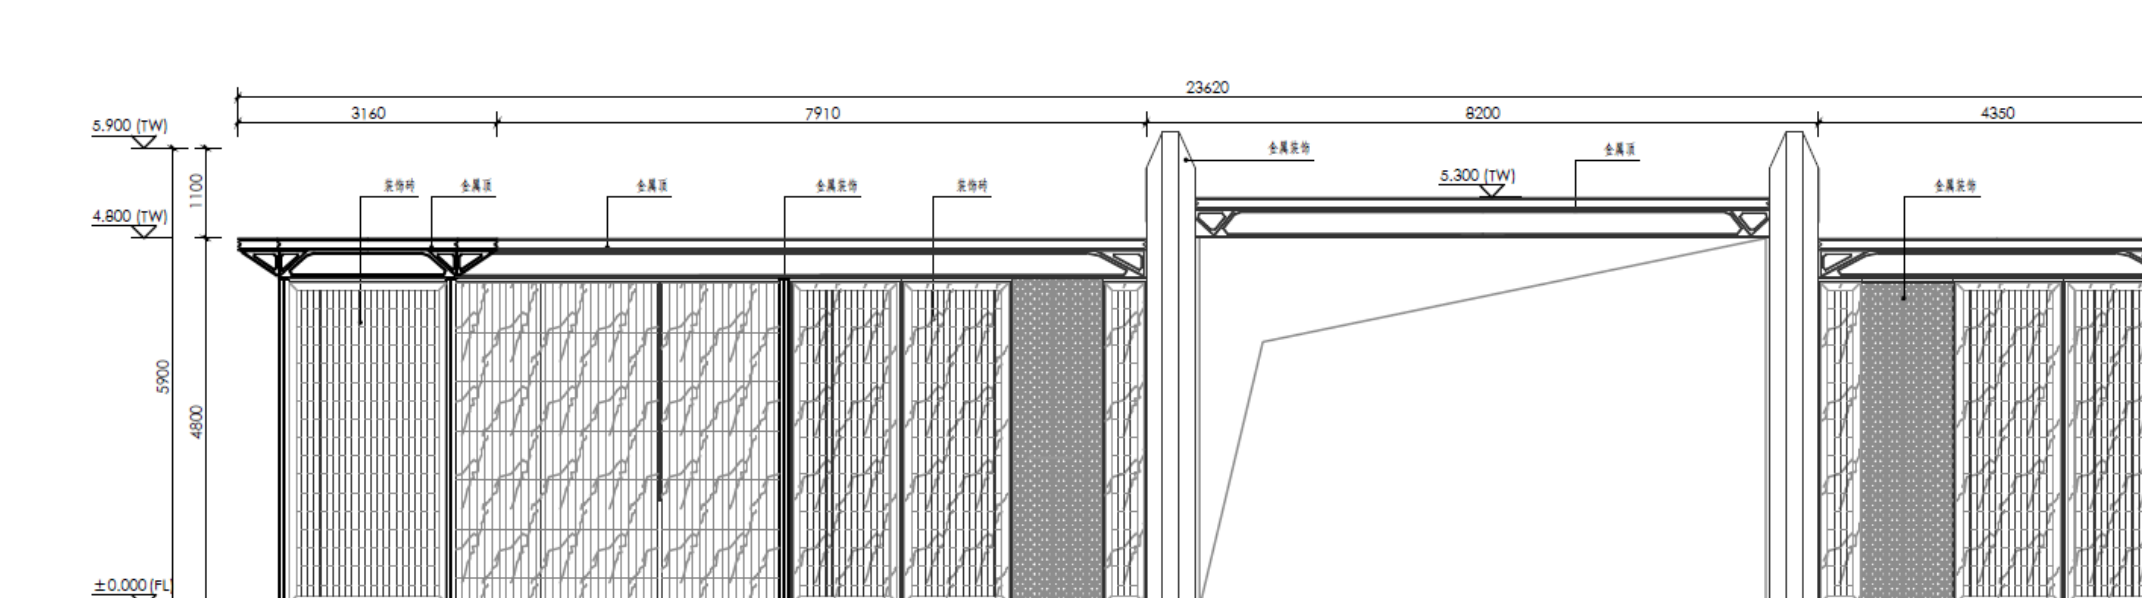 23620
3160
7910
8200
4350
5.900 (TW)
金属装饰
金属顶
5.300 (TW)
1100
装饰砖
金属顶
金属顶
金属装饰
装饰砖
金属装饰
4.800 (TW)
5900
4800
±0.000 (FL)